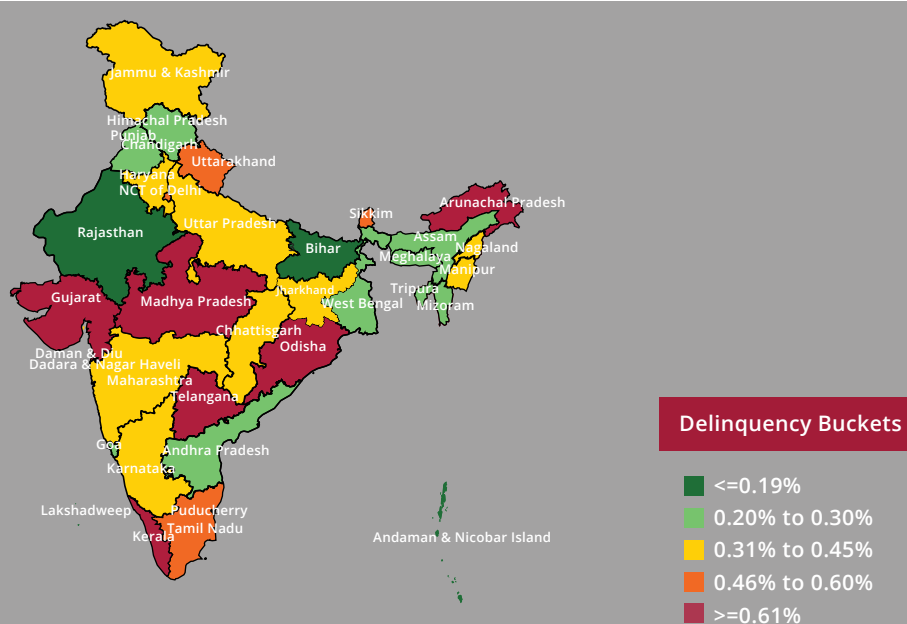 Jammu & Kashmir
Himachal Pradesh
Punjab
Chandigarh
Uttarakhand
Haryana
NCT of Delhi
Arunachal Pradesh
Sikkim
Uttar Pradesh
Rajasthan
Assam
Bihar
Nagaland
Meghalaya
Manipur
Jharkhand
Tripura
Gujarat
Madhya Pradesh
West Bengal
Mizoram
Chhattisgarh
Odisha
Daman & Diu
Dadara & Nagar Haveli
Maharashtra
Telangana
Goa
Andhra Pradesh
Karnataka
Lakshadweep
Puducherry
Tamil Nadu
Kerala
Andaman & Nicobar Island
Delinquency Buckets
<=0.19%
0.20% to 0.30%
0.31% to 0.45%
0.46% to 0.60%
>=0.61%